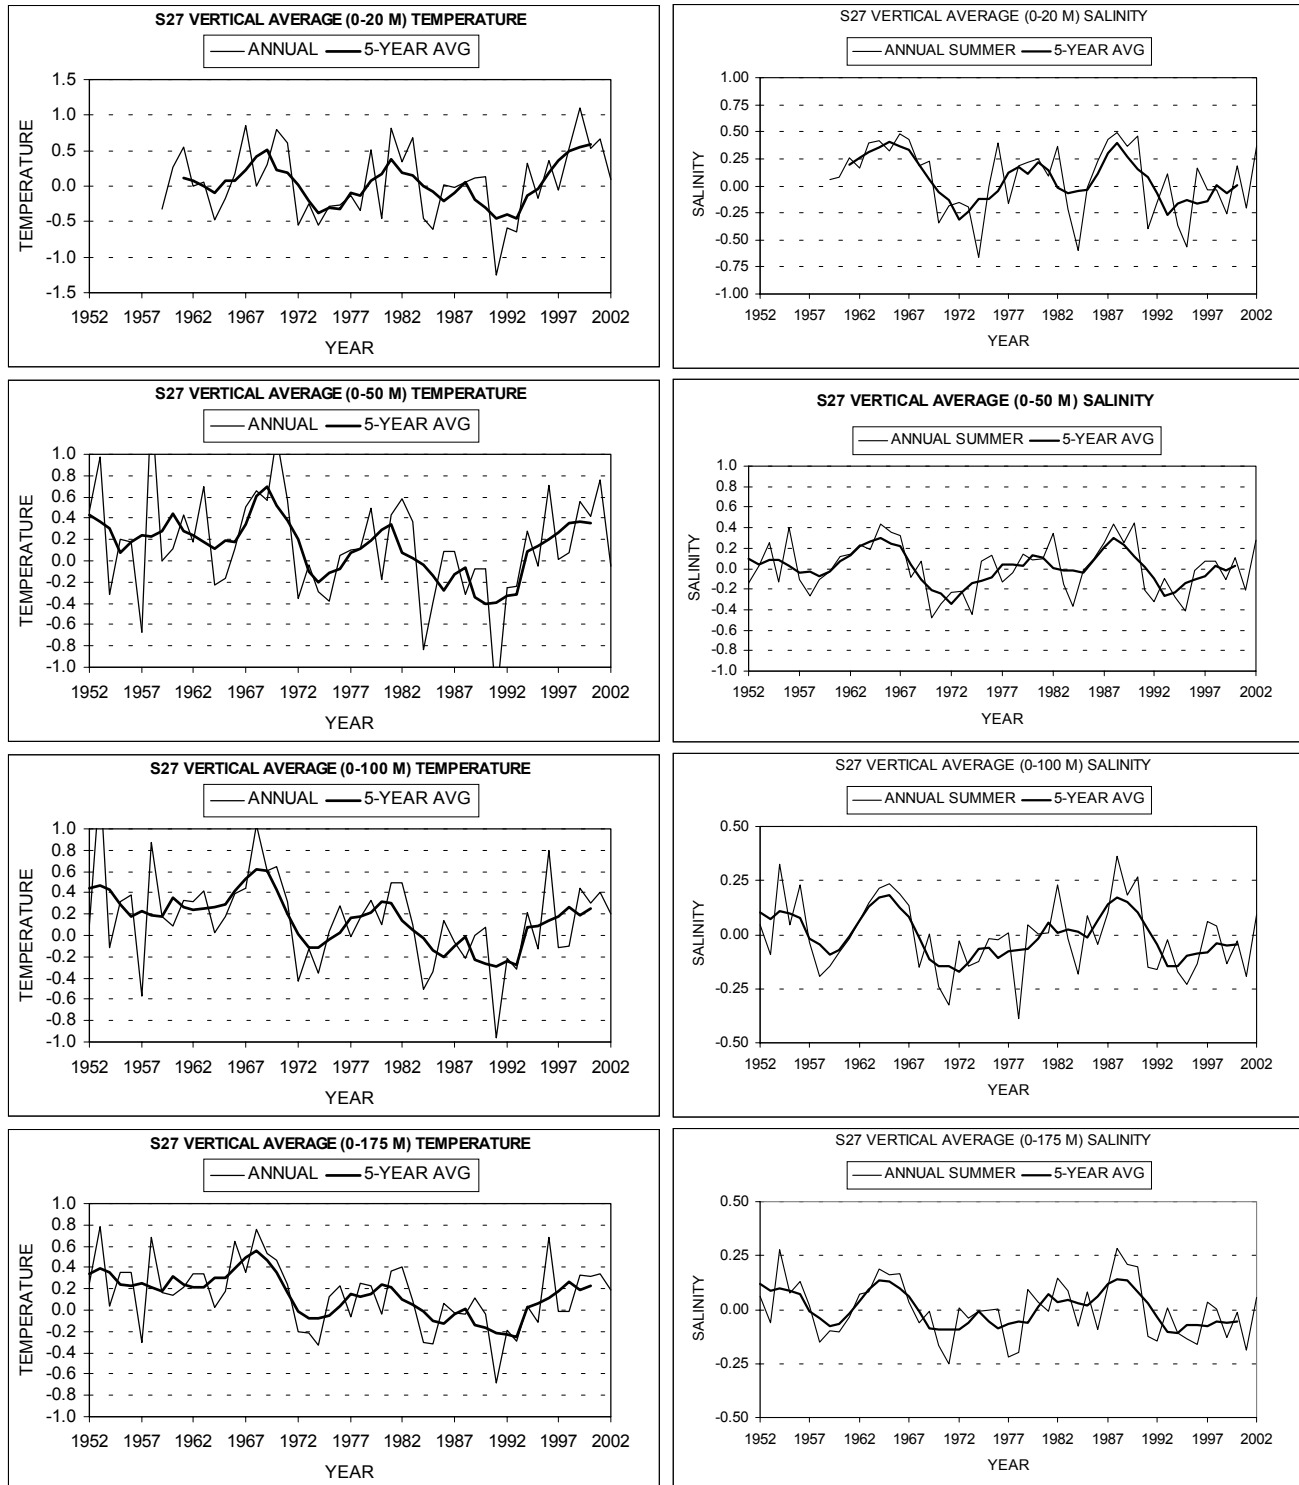 S27 VERTICAL AVERAGE (0-20 M) TEMPERATURE
ANNUAL 5-YEAR AVG
TEMPERATURE
1.5
1.0
0.5
0.0
-0.5
-1.0
-1.5
1952 1957 1962 1967 1972 1977 1982 1987 1992 1997 2002
YEAR
S27 VERTICAL AVERAGE (0-20 M) SALINITY
ANNUAL SUMMER 5-YEAR AVG
SALINITY
1.00
0.75
0.50
0.25
0.00
-0.25
-0.50
-0.75
-1.00
1952 1957 1962 1967 1972 1977 1982 1987 1992 1997 2002
YEAR
S27 VERTICAL AVERAGE (0-50 M) TEMPERATURE
ANNUAL 5-YEAR AVG
TEMPERATURE
1.0
0.8
0.6
0.4
0.2
0.0
-0.2
-0.4
-0.6
-0.8
-1.0
1952 1957 1962 1967 1972 1977 1982 1987 1992 1997 2002
YEAR
S27 VERTICAL AVERAGE (0-50 M) SALINITY
ANNUAL SUMMER 5-YEAR AVG
SALINITY
1.0
0.8
0.6
0.4
0.2
0.0
-0.2
-0.4
-0.6
-0.8
-1.0
1952 1957 1962 1967 1972 1977 1982 1987 1992 1997 2002
YEAR
S27 VERTICAL AVERAGE (0-100 M) TEMPERATURE
ANNUAL 5-YEAR AVG
TEMPERATURE
1.0
0.8
0.6
0.4
0.2
0.0
-0.2
-0.4
-0.6
-0.8
-1.0
1952 1957 1962 1967 1972 1977 1982 1987 1992 1997 2002
YEAR
S27 VERTICAL AVERAGE (0-100 M) SALINITY
ANNUAL SUMMER 5-YEAR AVG
SALINITY
0.50
0.25
0.00
-0.25
-0.50
1952 1957 1962 1967 1972 1977 1982 1987 1992 1997 2002
YEAR
S27 VERTICAL AVERAGE (0-175 M) TEMPERATURE
ANNUAL 5-YEAR AVG
TEMPERATURE
1.0
0.8
0.6
0.4
0.2
0.0
-0.2
-0.4
-0.6
-0.8
-1.0
1952 1957 1962 1967 1972 1977 1982 1987 1992 1997 2002
YEAR
S27 VERTICAL AVERAGE (0-175 M) SALINITY
ANNUAL SUMMER 5-YEAR AVG
SALINITY
0.50
0.25
0.00
-0.25
-0.50
1952 1957 1962 1967 1972 1977 1982 1987 1992 1997 2002
YEAR